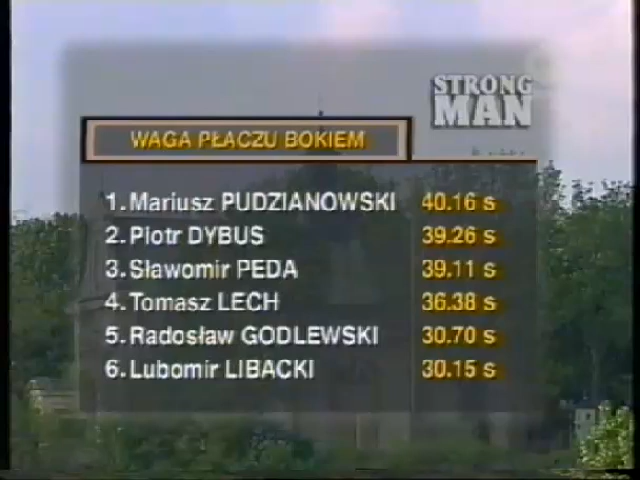 STRONG
MAN
WAGA PŁACZU BOKIEM
1. Mariusz PUDZIANOWSKI 40.16 s
2. Piotr DYBUS 39.26 s
3. Sławomir PEDA 39.11 s
4. Tomasz LECH 36.38 s
5. Radosław GODLEWSKI 30.70 s
6. Lubomir LIBACKI 30.15 s